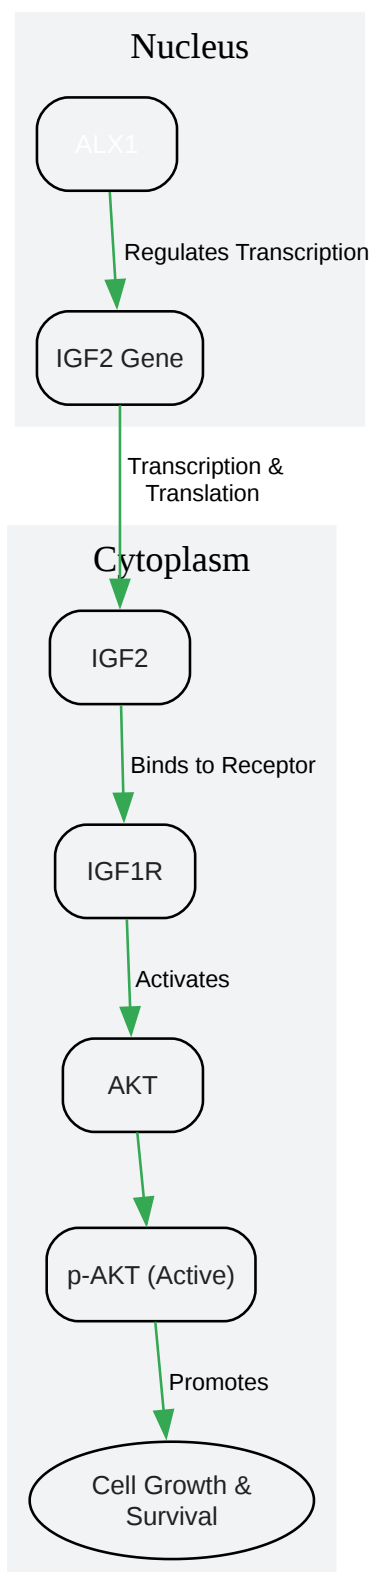 Nucleus
ALX1
Regulates Transcription
IGF2 Gene
Transcription &
Translation
Cytoplasm
IGF2
Binds to Receptor
IGF1R
Activates
AKT
p-AKT (Active)
Promotes
Cell Growth &
Survival